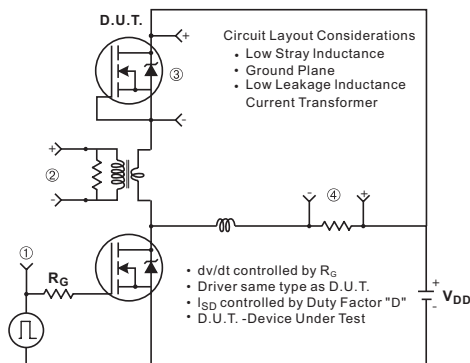 D.U.T.
+
③
-
Circuit Layout Considerations
• Low Stray Inductance
• Ground Plane
• Low Leakage Inductance
Current Transformer
+
②
-
- ④ +
①
R_G
• dv/dt controlled by R_G
• Driver same type as D.U.T.
• I_SD controlled by Duty Factor "D"
• D.U.T. -Device Under Test
+
V_DD
-